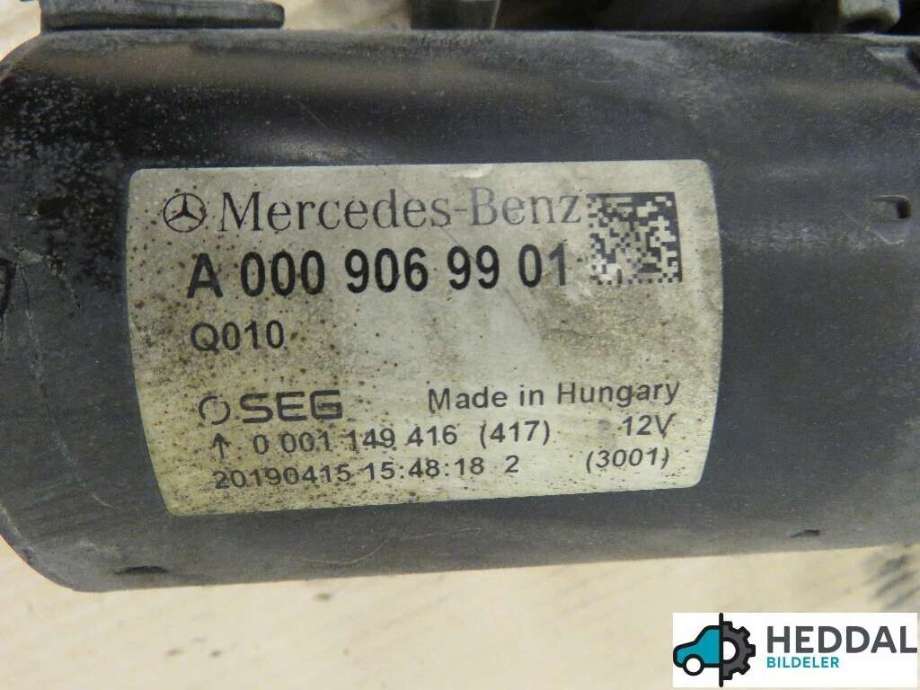 Mercedes-Benz
A 000 906 99 01
Q010
SEG Made in Hungary
↑ 0 001 149 416 (417) 12V
20190415 15:48:18 2 (3001)
HEDDAL
BILDELER